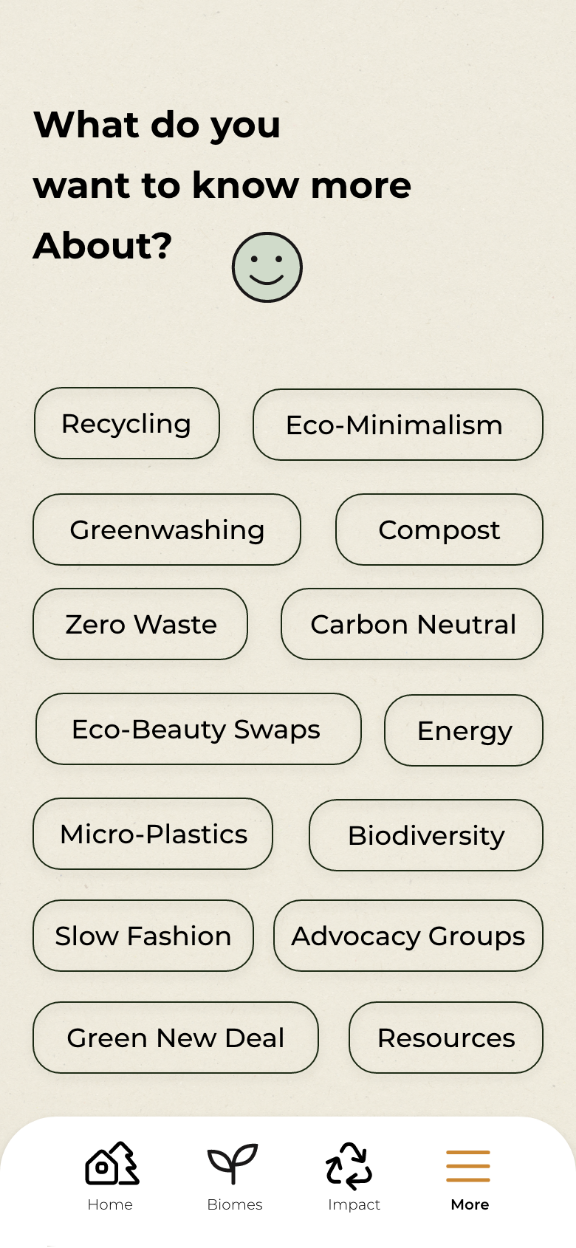 What do you
want to know more
About?
Recycling
Eco-Minimalism
Greenwashing
Compost
Zero Waste
Carbon Neutral
Eco-Beauty Swaps
Energy
Micro-Plastics
Biodiversity
Slow Fashion
Advocacy Groups
Green New Deal
Resources
Home
Biomes
Impact
More